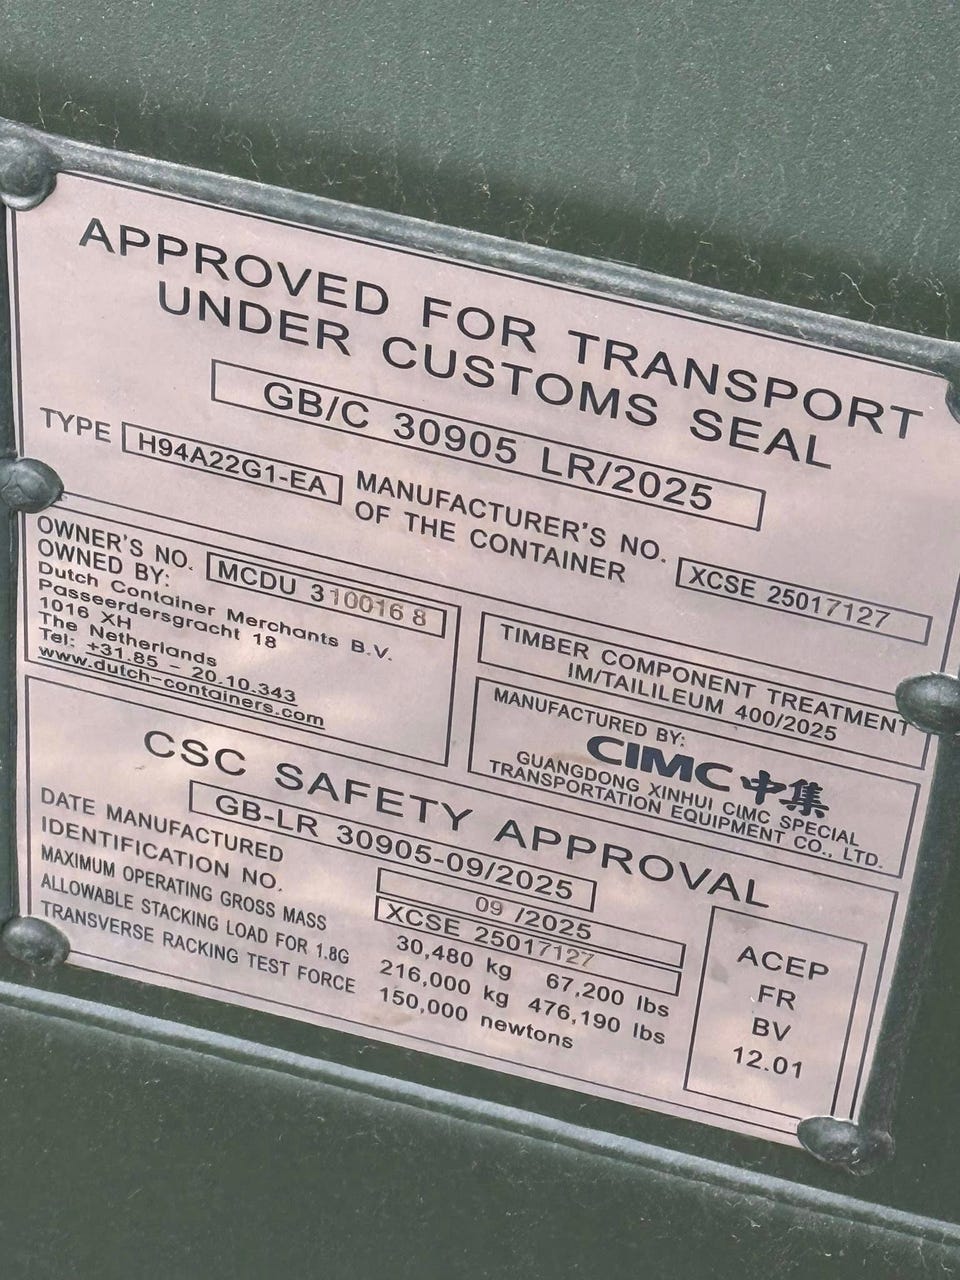 APPROVED FOR TRANSPORT
UNDER CUSTOMS SEAL
GB/C 30905 LR/2025
TYPE H94A22G1-EA MANUFACTURER'S NO.
OF THE CONTAINER XCSE 25017127
OWNER'S NO. MCDU 310016 8
OWNED BY:
Dutch Container Merchants B.V.
Passeerdersgracht 18
1016 XH
The Netherlands
Tel: +31.85 - 20.10.343
www.dutch-containers.com
TIMBER COMPONENT TREATMENT
IM/TAILILEUM 400/2025
MANUFACTURED BY:
CIMC 中集
GUANGDONG XINHUI CIMC SPECIAL
TRANSPORTATION EQUIPMENT CO., LTD.
CSC SAFETY APPROVAL
GB-LR 30905-09/2025
DATE MANUFACTURED 09 /2025
IDENTIFICATION NO. XCSE 25017127
MAXIMUM OPERATING GROSS MASS 30,480 kg 67,200 lbs
ALLOWABLE STACKING LOAD FOR 1.8G 216,000 kg 476,190 lbs
TRANSVERSE RACKING TEST FORCE 150,000 newtons
ACEP
FR
BV
12.01